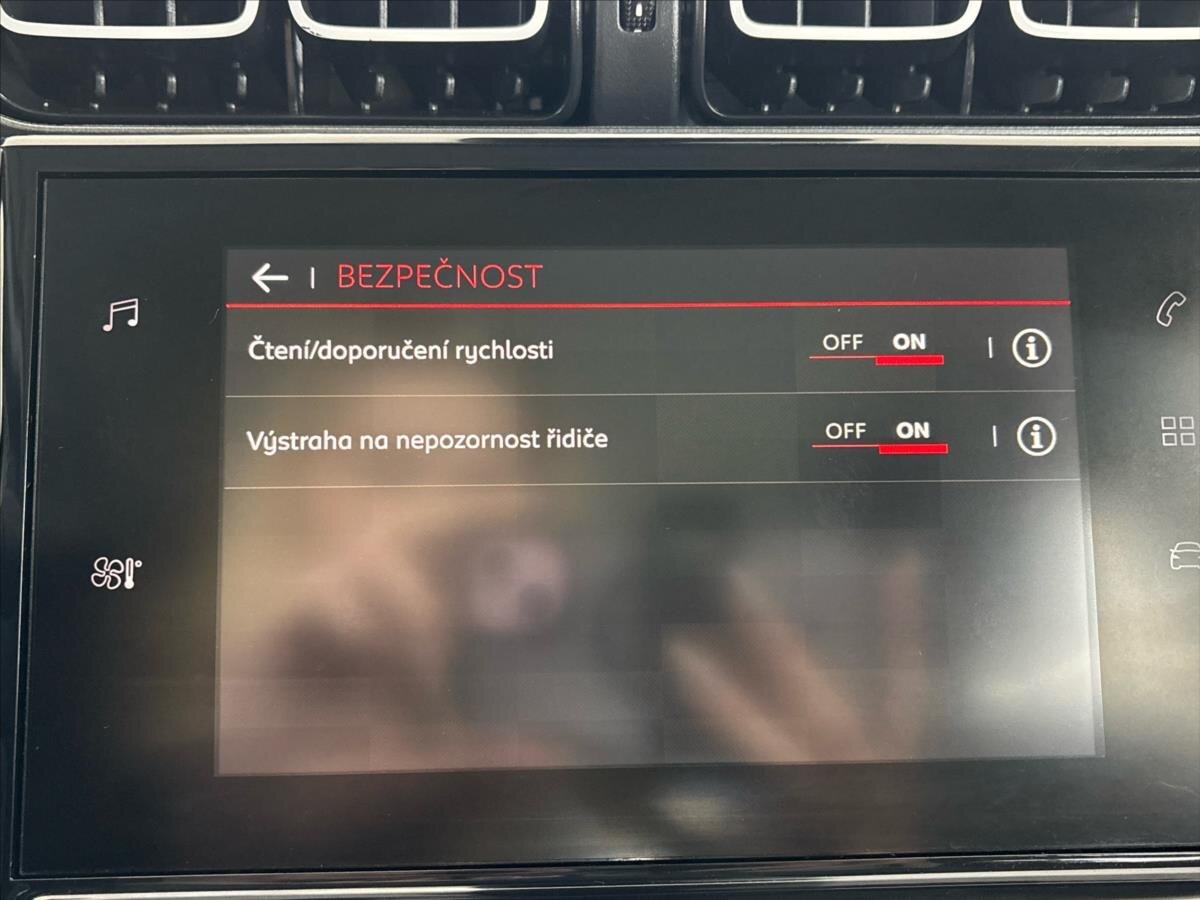 BEZPEČNOST
Čtení/doporučení rychlosti OFF ON
Výstraha na nepozornost řidiče OFF ON